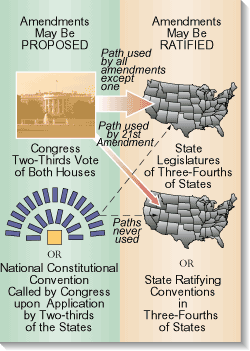 Amendments
May Be
PROPOSED
Amendments
May Be
RATIFIED
Path used
by all
amendments
except
one
Path used
by 21st
Amendment
Congress
Two-Thirds Vote
of Both Houses
State
Legislatures
of Three-Fourths
of States
Paths
never
used
OR
National Constitutional
Convention
Called by Congress
upon Application
by Two-thirds
of the States
OR
State Ratifying
Conventions
in
Three-Fourths
of States